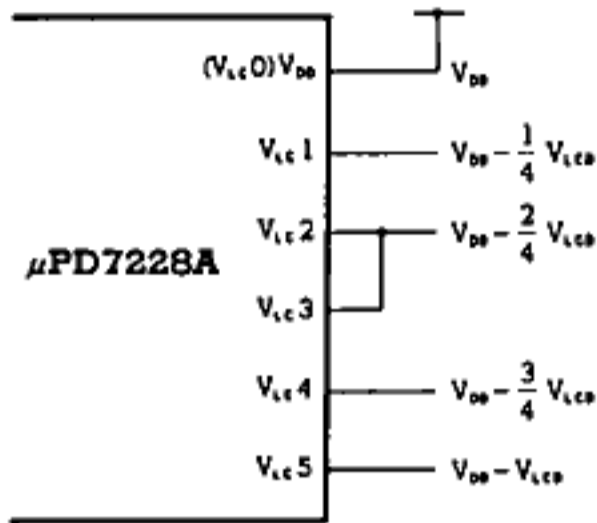 (VLC0)VDD
VDD
VLC1
VDD − 1/4 VLCD
VLC2
VDD − 2/4 VLCD
μPD7228A
VLC3
VLC4
VDD − 3/4 VLCD
VLC5
VDD − VLCD